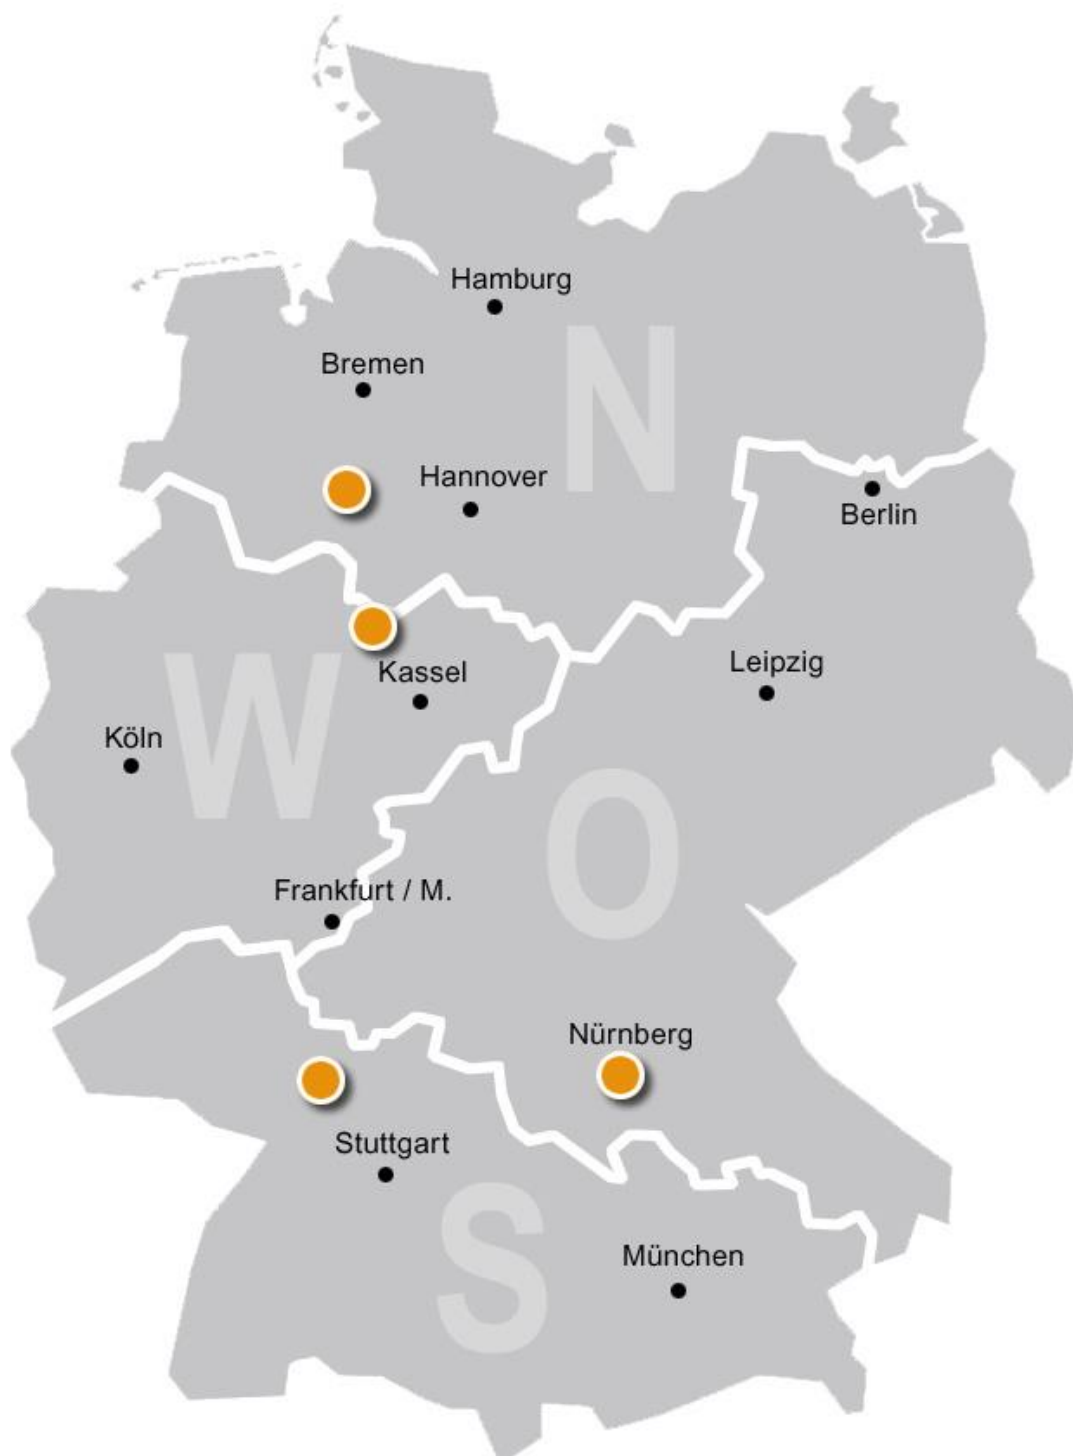 Hamburg
N
Bremen
Hannover
Berlin
W
Kassel
Leipzig
Köln
O
Frankfurt / M.
Nürnberg
Stuttgart
S
München